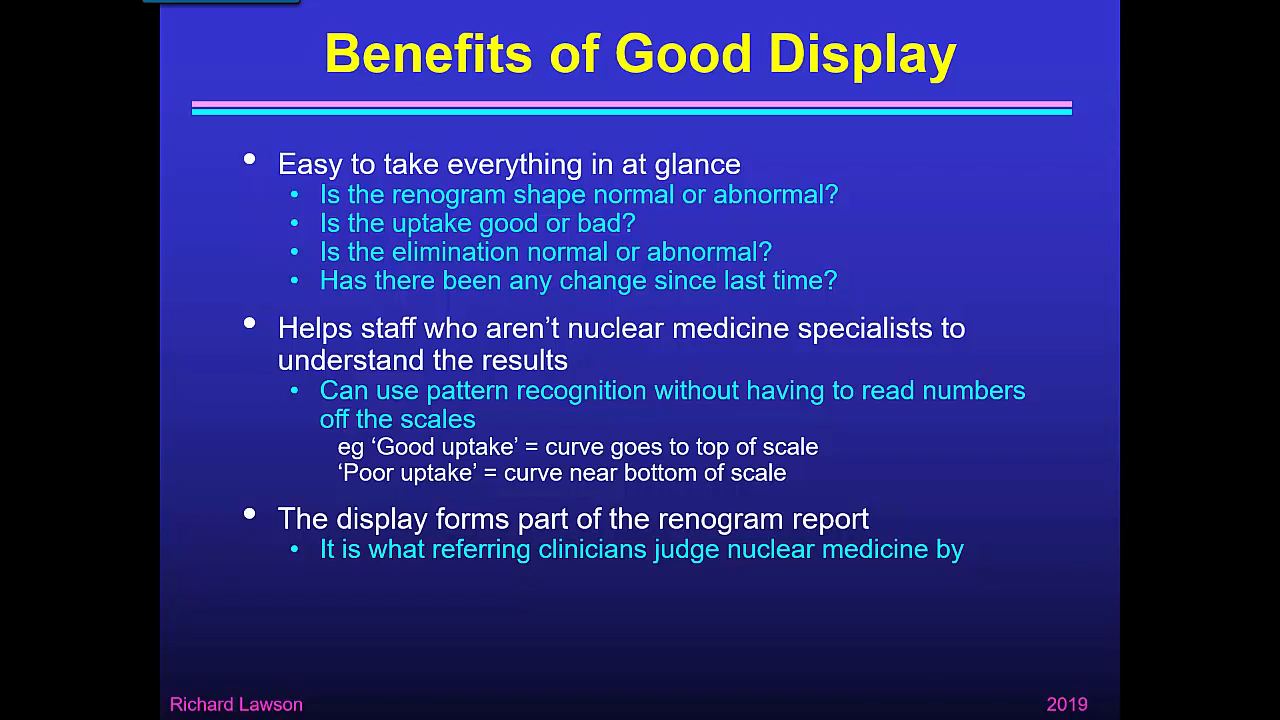 Benefits of Good Display
• Easy to take everything in at glance
• Is the renogram shape normal or abnormal?
• Is the uptake good or bad?
• Is the elimination normal or abnormal?
• Has there been any change since last time?
• Helps staff who aren’t nuclear medicine specialists to
understand the results
• Can use pattern recognition without having to read numbers
off the scales
eg ‘Good uptake’ = curve goes to top of scale
‘Poor uptake’ = curve near bottom of scale
• The display forms part of the renogram report
• It is what referring clinicians judge nuclear medicine by
Richard Lawson
2019